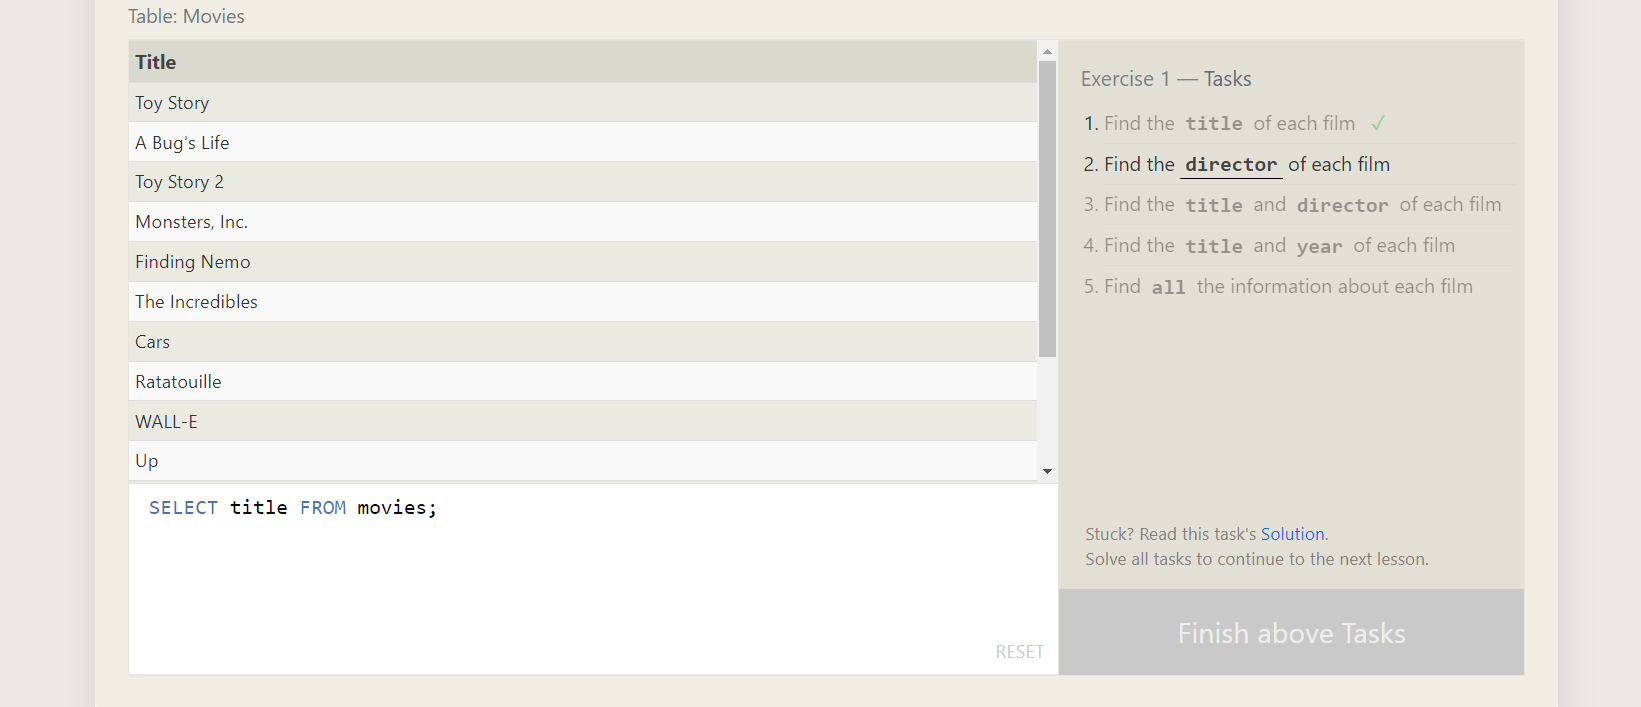 Table: Movies
Title
Toy Story
A Bug's Life
Toy Story 2
Monsters, Inc.
Finding Nemo
The Incredibles
Cars
Ratatouille
WALL-E
Up
SELECT title FROM movies;
RESET
Exercise 1 — Tasks
1. Find the title of each film ✓
2. Find the director of each film
3. Find the title and director of each film
4. Find the title and year of each film
5. Find all the information about each film
Stuck? Read this task's Solution.
Solve all tasks to continue to the next lesson.
Finish above Tasks